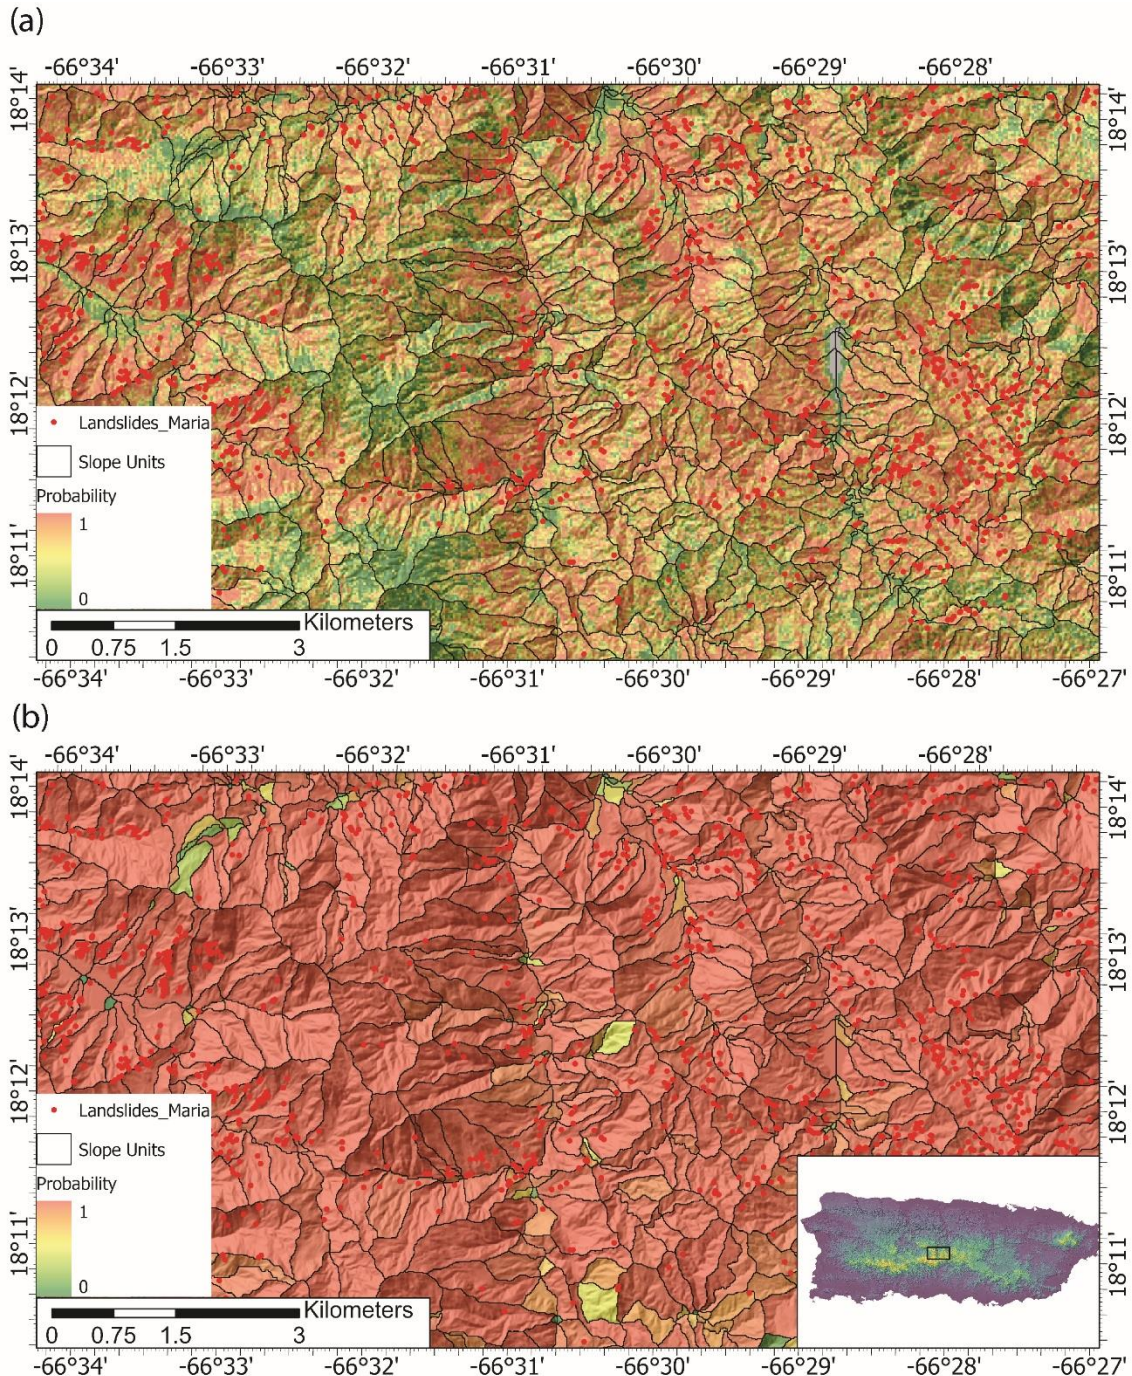 (a)
-66°34' -66°33' -66°32' -66°31' -66°30' -66°29' -66°28'
18°14' 18°14'
18°13' 18°13'
18°12' 18°12'
Landslides_Maria
Slope Units
Probability
1
18°11' 18°11'
0
Kilometers
0 0.75 1.5 3
-66°34' -66°33' -66°32' -66°31' -66°30' -66°29' -66°28' -66°27'
(b)
-66°34' -66°33' -66°32' -66°31' -66°30' -66°29' -66°28'
18°14' 18°14'
18°13' 18°13'
18°12' 18°12'
Landslides_Maria
Slope Units
Probability
1
18°11' 18°11'
0
Kilometers
0 0.75 1.5 3
-66°34' -66°33' -66°32' -66°31' -66°30' -66°29' -66°28' -66°27'